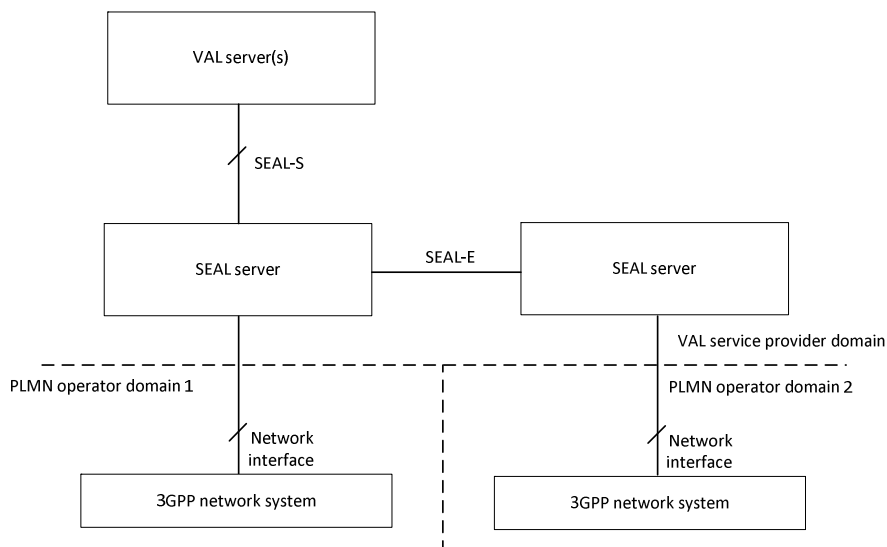 VAL server(s)
SEAL-S
SEAL server
SEAL-E
SEAL server
VAL service provider domain
PLMN operator domain 1
PLMN operator domain 2
Network
interface
Network
interface
3GPP network system
3GPP network system